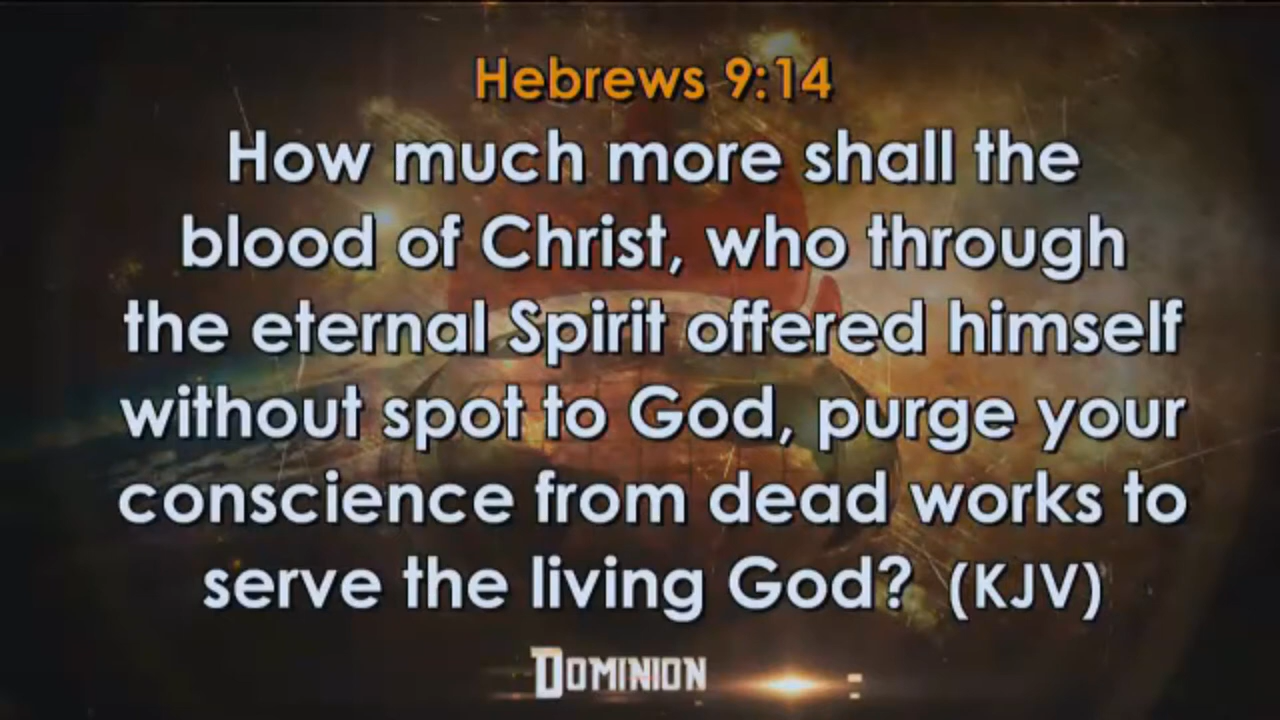 Hebrews 9:14
How much more shall the
blood of Christ, who through
the eternal Spirit offered himself
without spot to God, purge your
conscience from dead works to
serve the living God? (KJV)
DOMINION